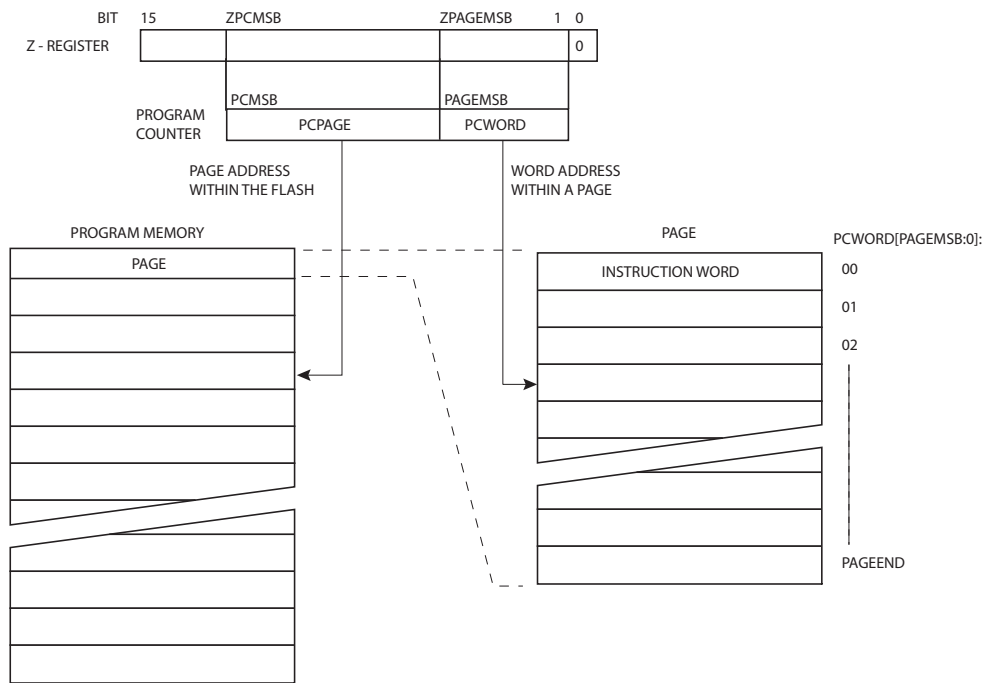 BIT 15 ZPCMSB ZPAGEMSB 1 0
Z - REGISTER 0
PCMSB PAGEMSB
PROGRAM
COUNTER
PCPAGE PCWORD
PAGE ADDRESS
WITHIN THE FLASH
WORD ADDRESS
WITHIN A PAGE
PROGRAM MEMORY
PAGE
PAGE
INSTRUCTION WORD
PCWORD[PAGEMSB:0]:
00
01
02
PAGEEND